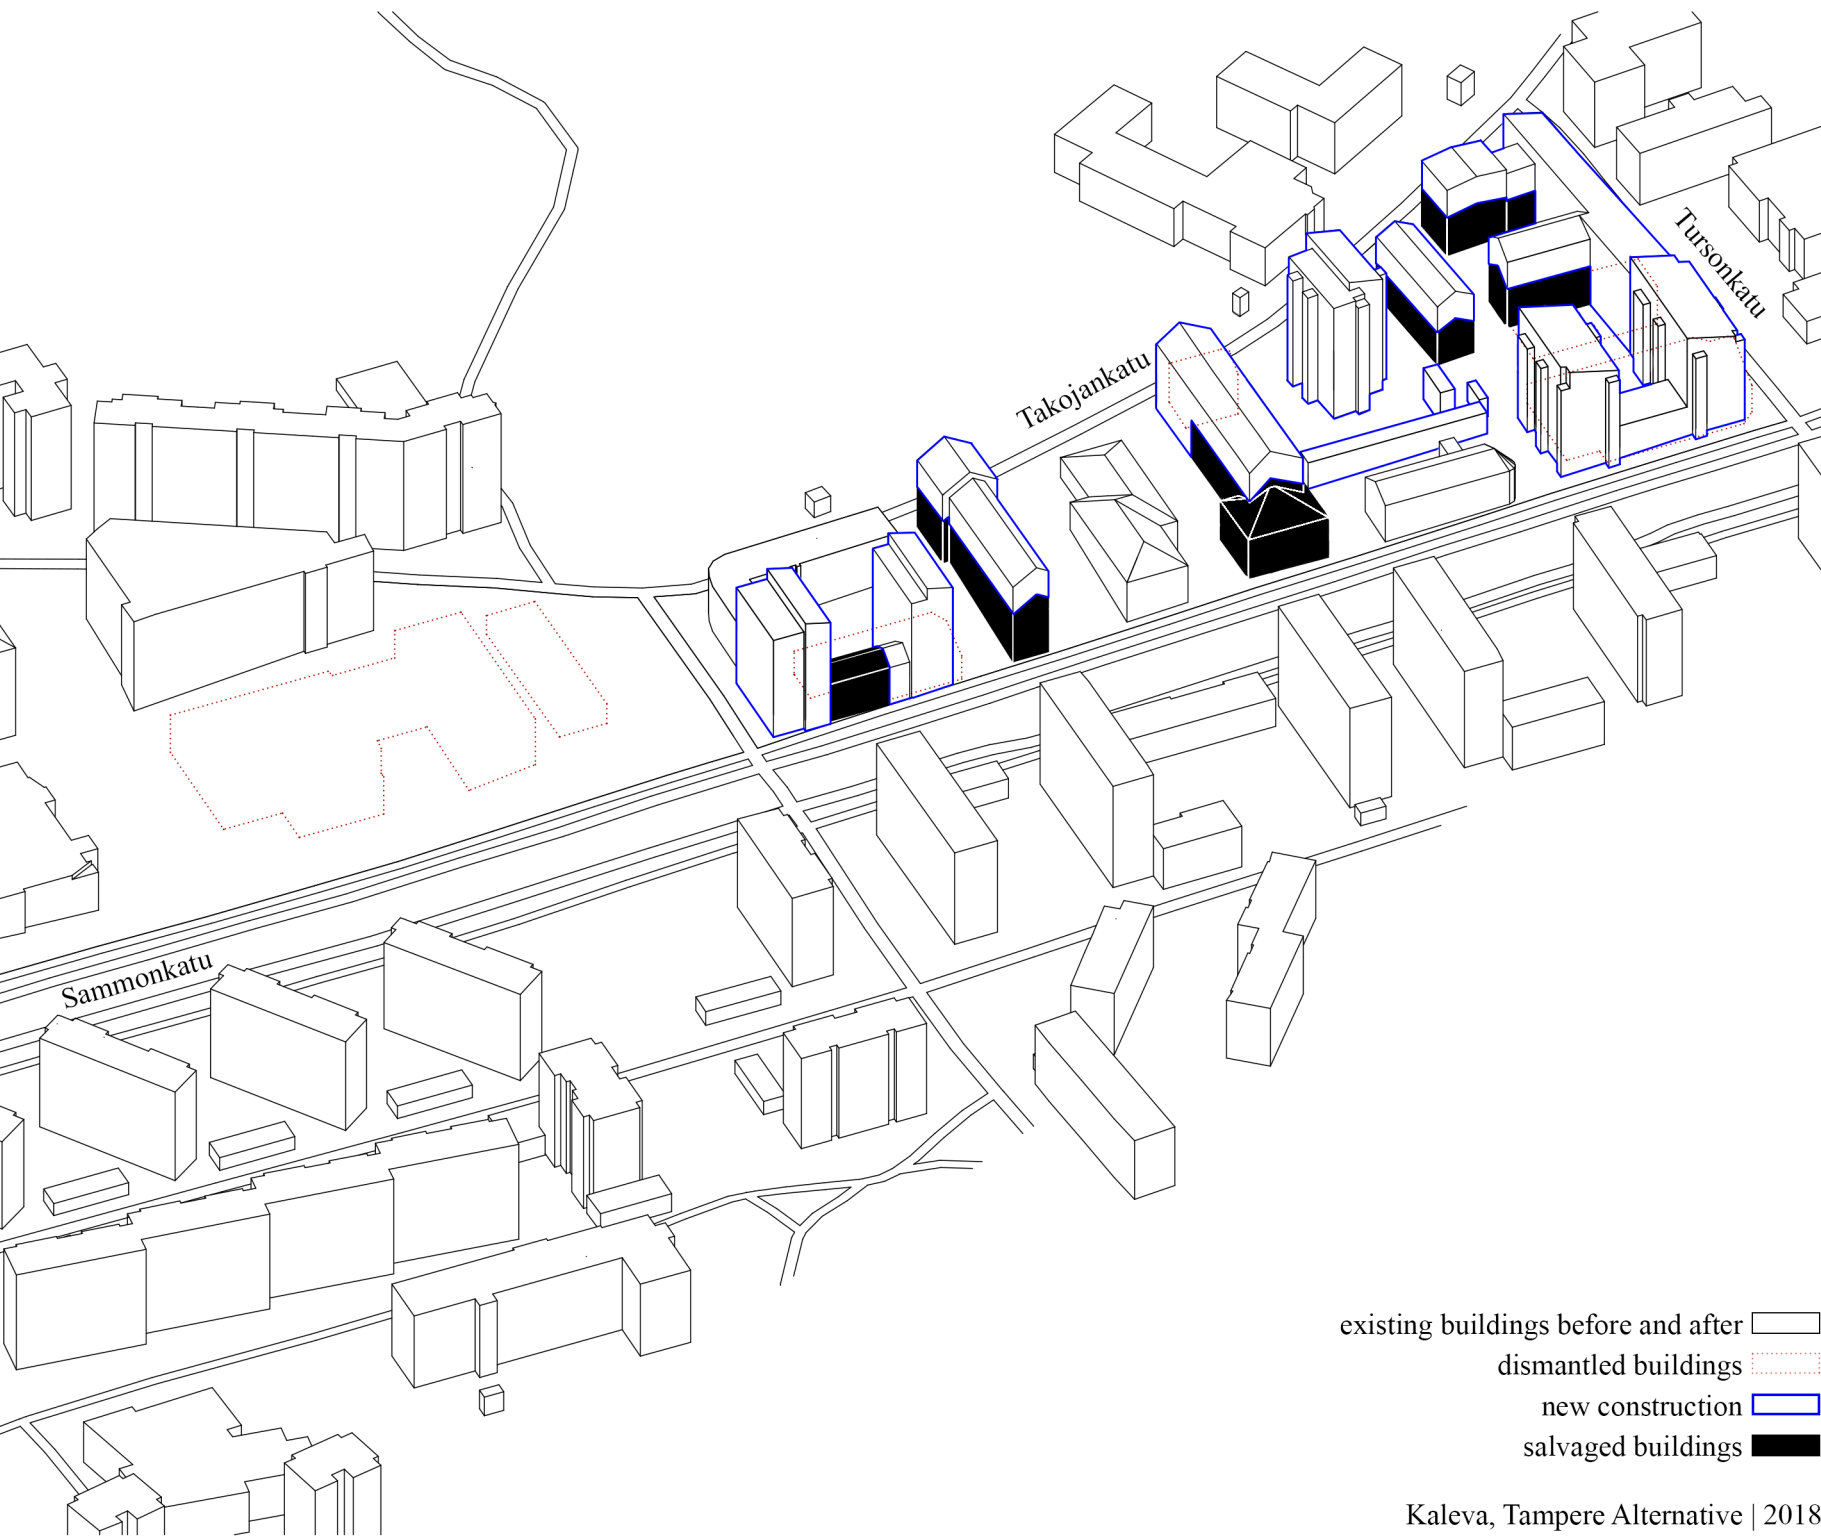 Tursonkatu
Takojankatu
Sammonkatu
existing buildings before and after
dismantled buildings
new construction
salvaged buildings
Kaleva, Tampere Alternative | 2018